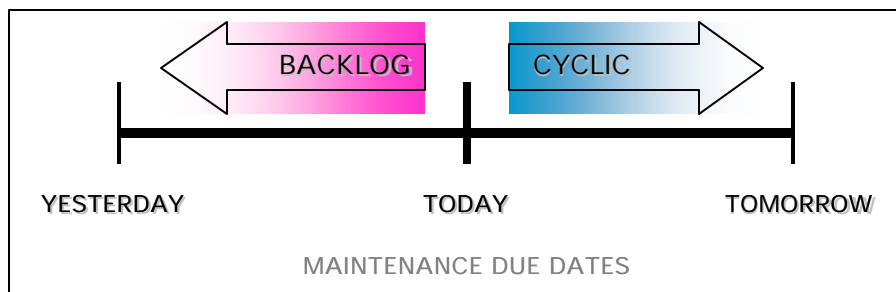 BACKLOG CYCLIC
YESTERDAY TODAY TOMORROW
MAINTENANCE DUE DATES